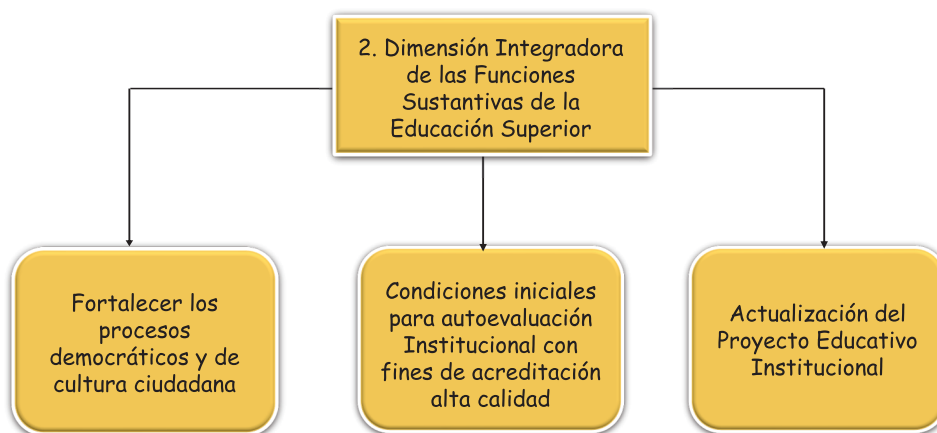 2. Dimensión Integradora
de las Funciones
Sustantivas de la
Educación Superior
Fortalecer los
procesos
democráticos y de
cultura ciudadana
Condiciones iniciales
para autoevaluación
Institucional con
fines de acreditación
alta calidad
Actualización del
Proyecto Educativo
Institucional